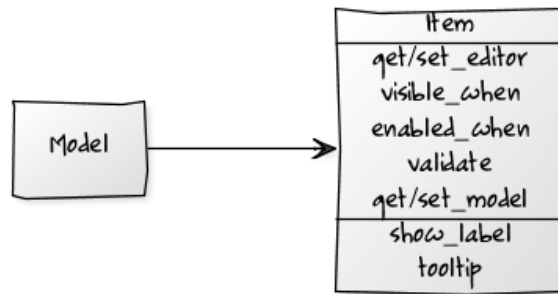 Model
Item
get/set_editor
visible_when
enabled_when
validate
get/set_model
show_label
tooltip